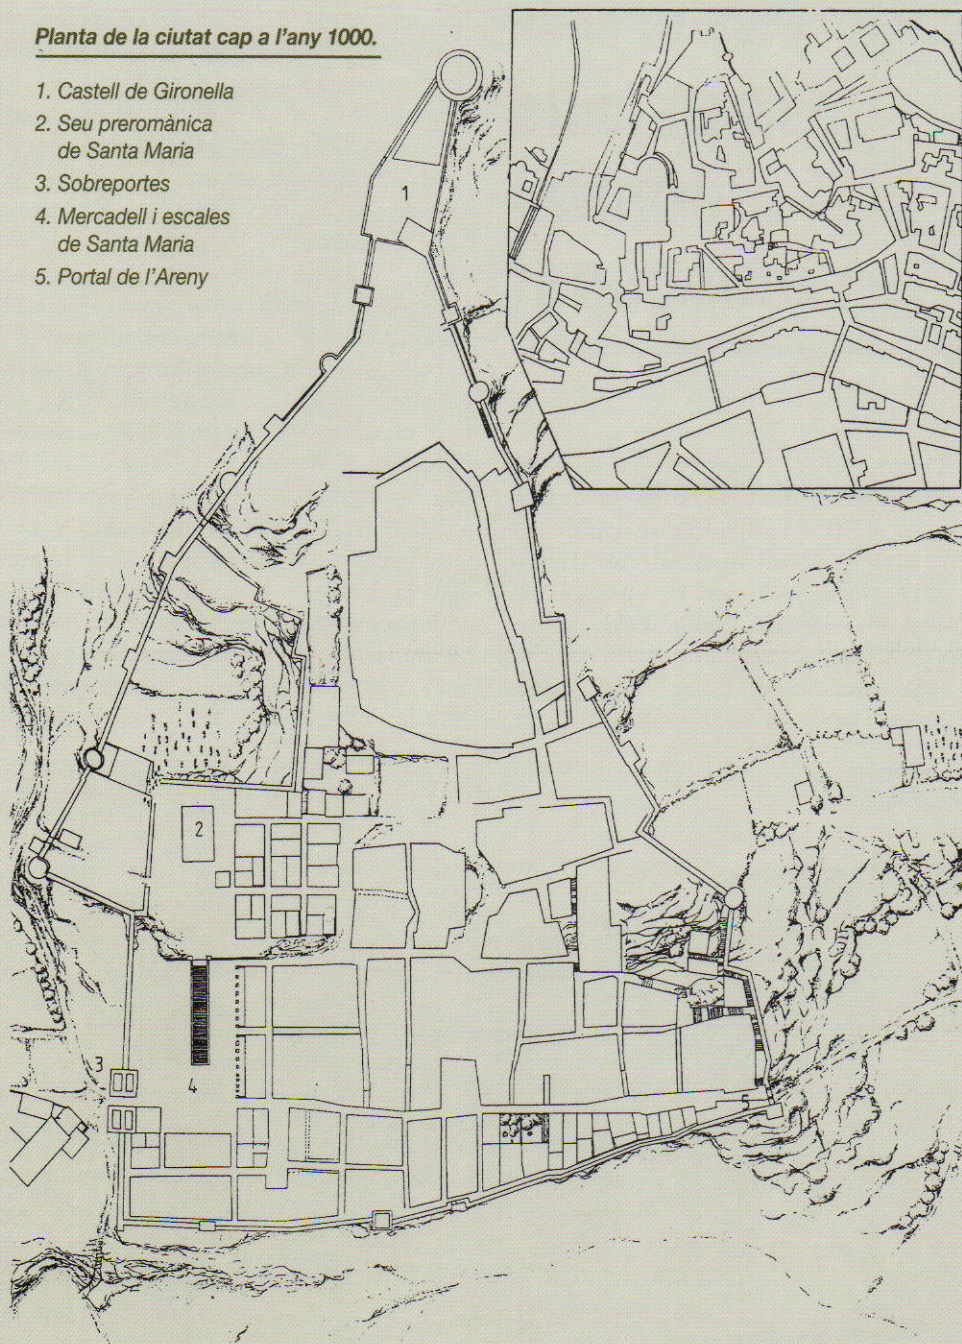 Planta de la ciutat cap a l'any 1000.
1. Castell de Gironella
2. Seu preromànica
de Santa Maria
3. Sobreportes
4. Mercadell i escales
de Santa Maria
5. Portal de l'Areny
1
2
3
4
5